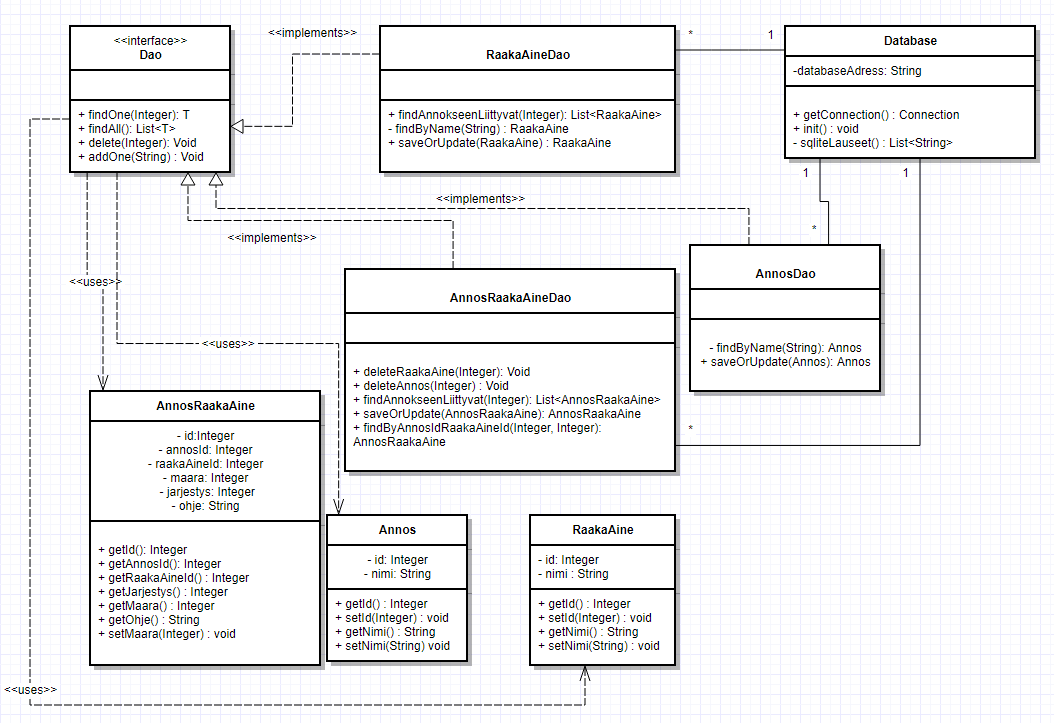 <<interface>>
Dao
+ findOne(Integer): T
+ findAll(): List<T>
+ delete(Integer): Void
+ addOne(String) : Void
<<implements>>
RaakaAineDao
+ findAnnokseenLiittyvat(Integer): List<RaakaAine>
- findByName(String) : RaakaAine
+ saveOrUpdate(RaakaAine) : RaakaAine
*
1
Database
-databaseAdress: String
+ getConnection() : Connection
+ init() : void
- sqliteLauseet() : List<String>
1
1
*
<<implements>>
<<implements>>
AnnosDao
- findByName(String): Annos
+ saveOrUpdate(Annos): Annos
<<uses>>
<<uses>>
AnnosRaakaAineDao
+ deleteRaakaAine(Integer): Void
+ deleteAnnos(Integer) : Void
+ findAnnokseenLiittyvat(Integer): List<AnnosRaakaAine>
+ saveOrUpdate(AnnosRaakaAine): AnnosRaakaAine
+ findByAnnosIdRaakaAineId(Integer, Integer):
AnnosRaakaAine
*
AnnosRaakaAine
- id:Integer
- annosId: Integer
- raakaAineId: Integer
- maara: Integer
- jarjestys: Integer
- ohje: String
+ getId(): Integer
+ getAnnosId(): Integer
+ getRaakaAineId() : Integer
+ getJarjestys() : Integer
+ getMaara() : Integer
+ getOhje() : String
+ setMaara(Integer) : void
Annos
- id: Integer
- nimi: String
+ getId() : Integer
+ setId(Integer) : void
+ getNimi() : String
+ setNimi(String) void
RaakaAine
- id: Integer
- nimi : String
+ getId() : Integer
+ setId(Integer) : void
+ getNimi() : String
+ setNimi(String) : void
<<uses>>